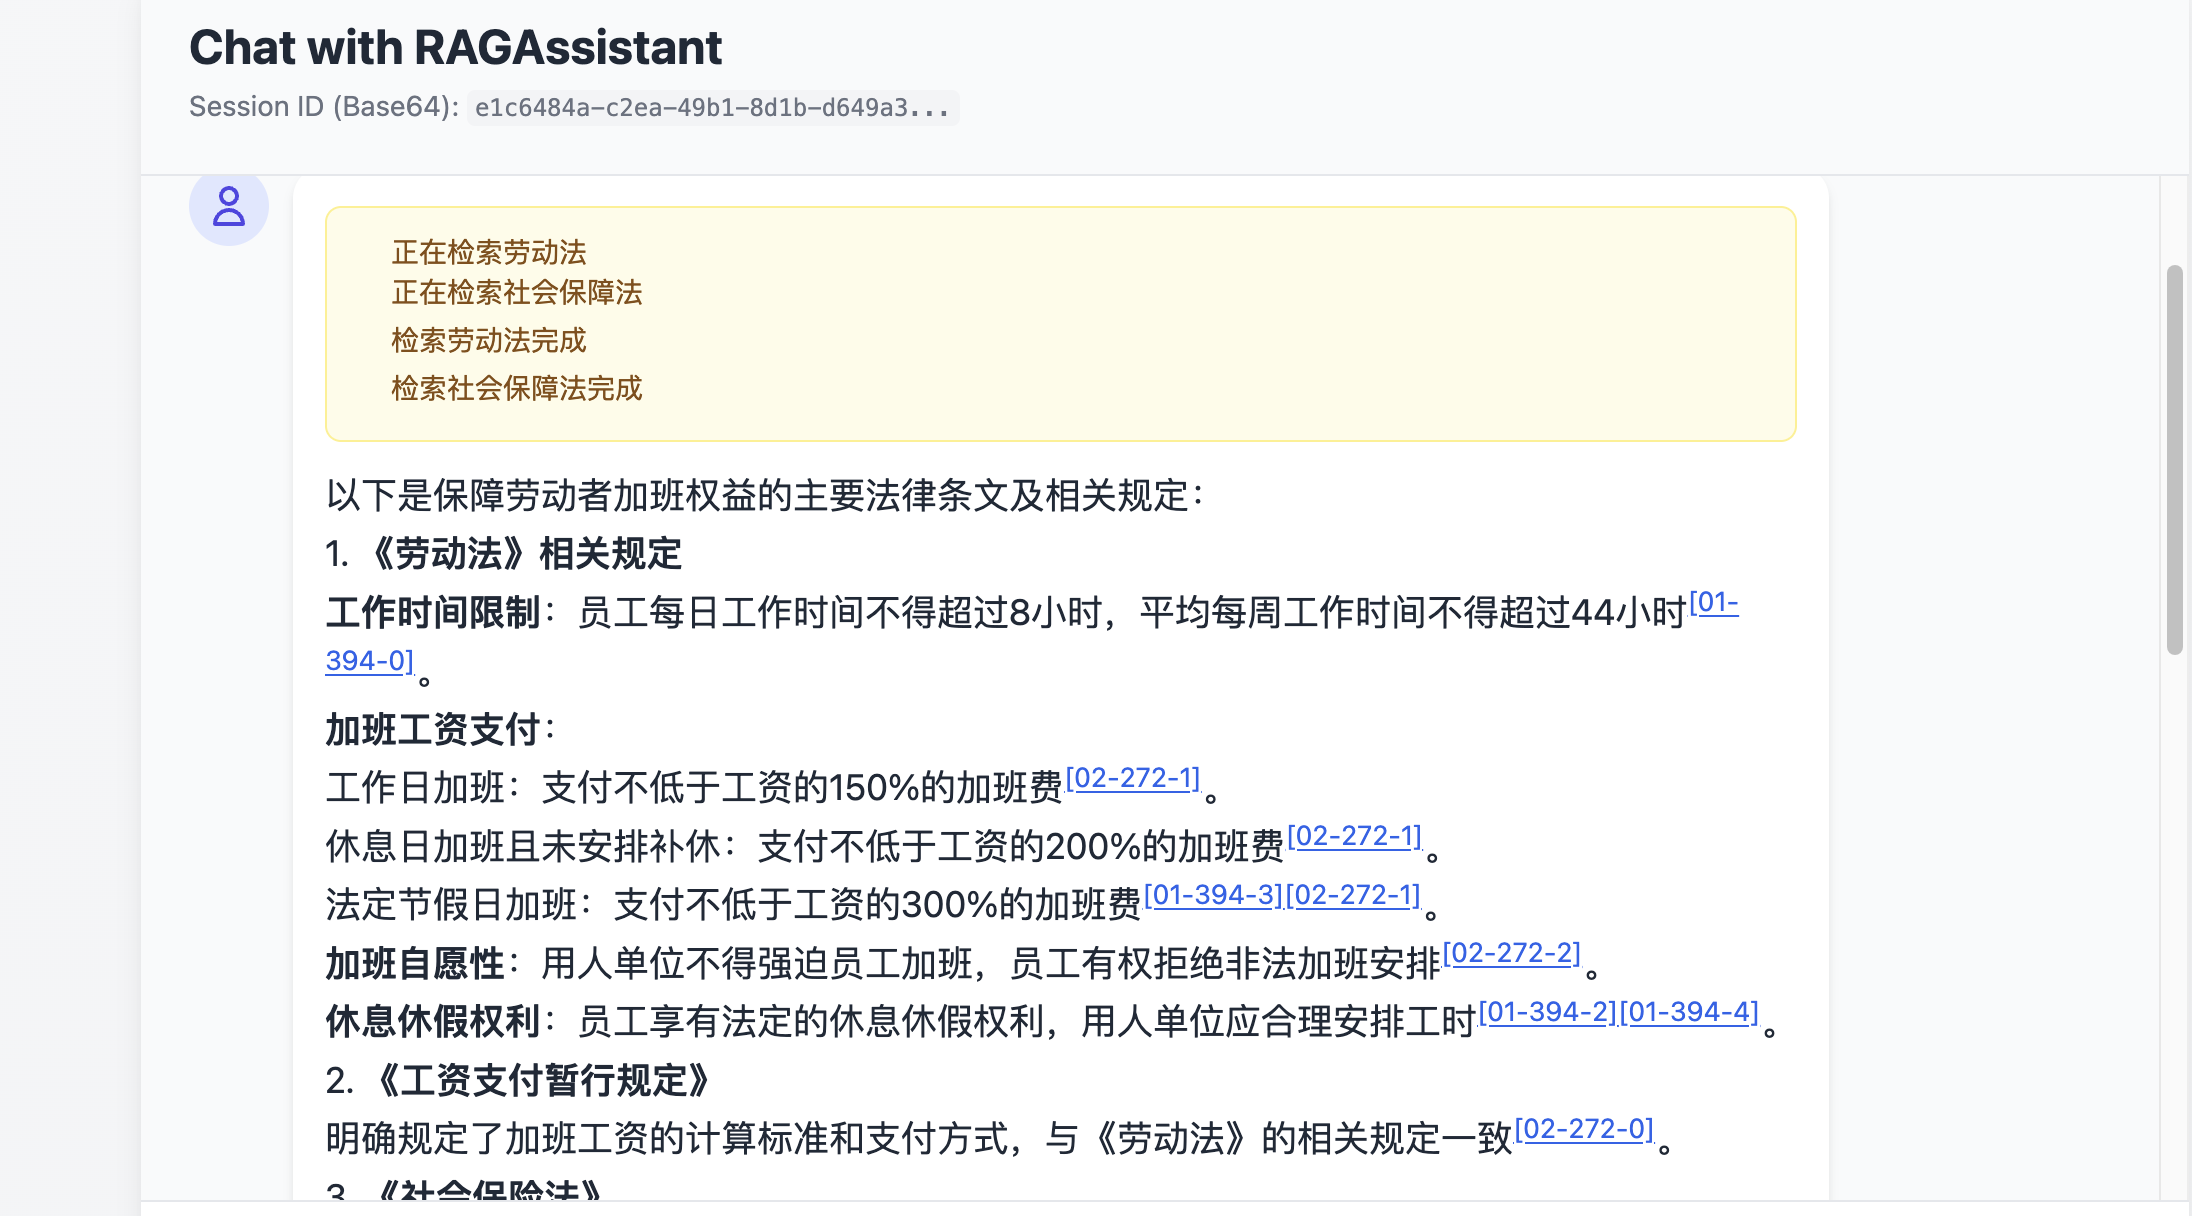 Chat with RAGAssistant
Session ID (Base64): e1c6484a-c2ea-49b1-8d1b-d649a3...
正在检索劳动法
正在检索社会保障法
检索劳动法完成
检索社会保障法完成
以下是保障劳动者加班权益的主要法律条文及相关规定：
1. 《劳动法》相关规定
工作时间限制：员工每日工作时间不得超过8小时，平均每周工作时间不得超过44小时[01-
394-0]。
加班工资支付：
工作日加班：支付不低于工资的150%的加班费[02-272-1]。
休息日加班且未安排补休：支付不低于工资的200%的加班费[02-272-1]。
法定节假日加班：支付不低于工资的300%的加班费[01-394-3][02-272-1]。
加班自愿性：用人单位不得强迫员工加班，员工有权拒绝非法加班安排[02-272-2]。
休息休假权利：员工享有法定的休息休假权利，用人单位应合理安排工时[01-394-2][01-394-4]。
2. 《工资支付暂行规定》
明确规定了加班工资的计算标准和支付方式，与《劳动法》的相关规定一致[02-272-0]。
3. 《社会保险法》